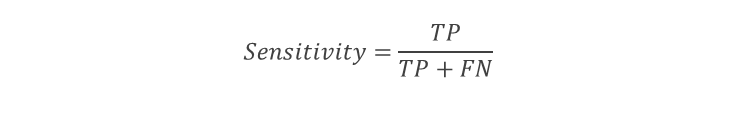 Sensitivity = TP / TP + FN